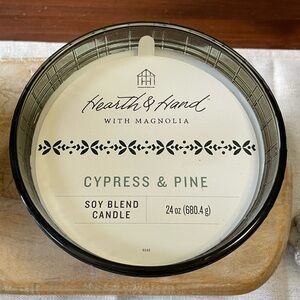 Hearth & Hand
WITH MAGNOLIA
CYPRESS & PINE
SOY BLEND
CANDLE
24 oz (680.4 g)